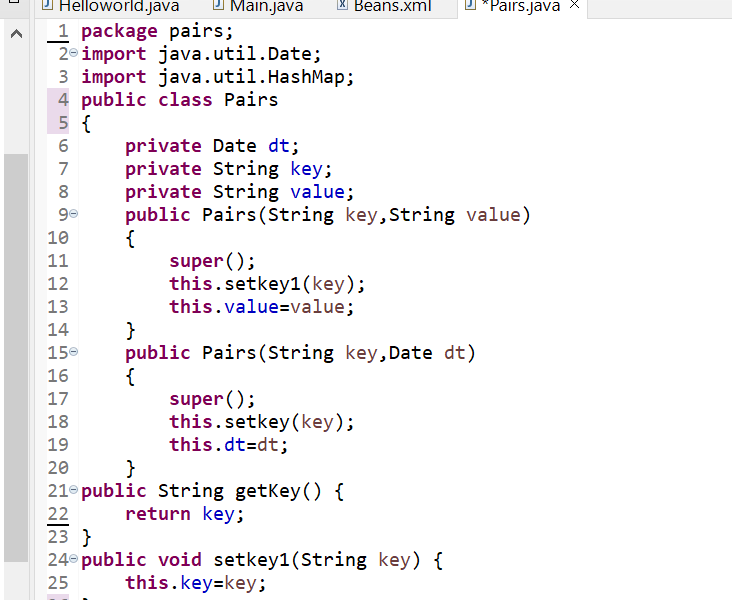 Helloworld.java Main.java Beans.xml *Pairs.java
1 package pairs;
2 import java.util.Date;
3 import java.util.HashMap;
4 public class Pairs
5 {
6 private Date dt;
7 private String key;
8 private String value;
9 public Pairs(String key,String value)
10 {
11 super();
12 this.setkey1(key);
13 this.value=value;
14 }
15 public Pairs(String key,Date dt)
16 {
17 super();
18 this.setkey(key);
19 this.dt=dt;
20 }
21 public String getKey() {
22 return key;
23 }
24 public void setkey1(String key) {
25 this.key=key;